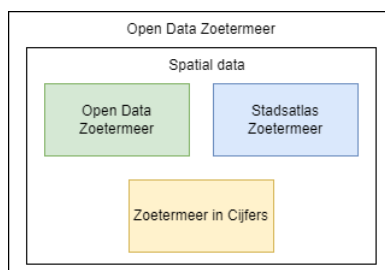 Open Data Zoetermeer
Spatial data
Open Data
Zoetermeer
Stadsatlas
Zoetermeer
Zoetermeer in Cijfers